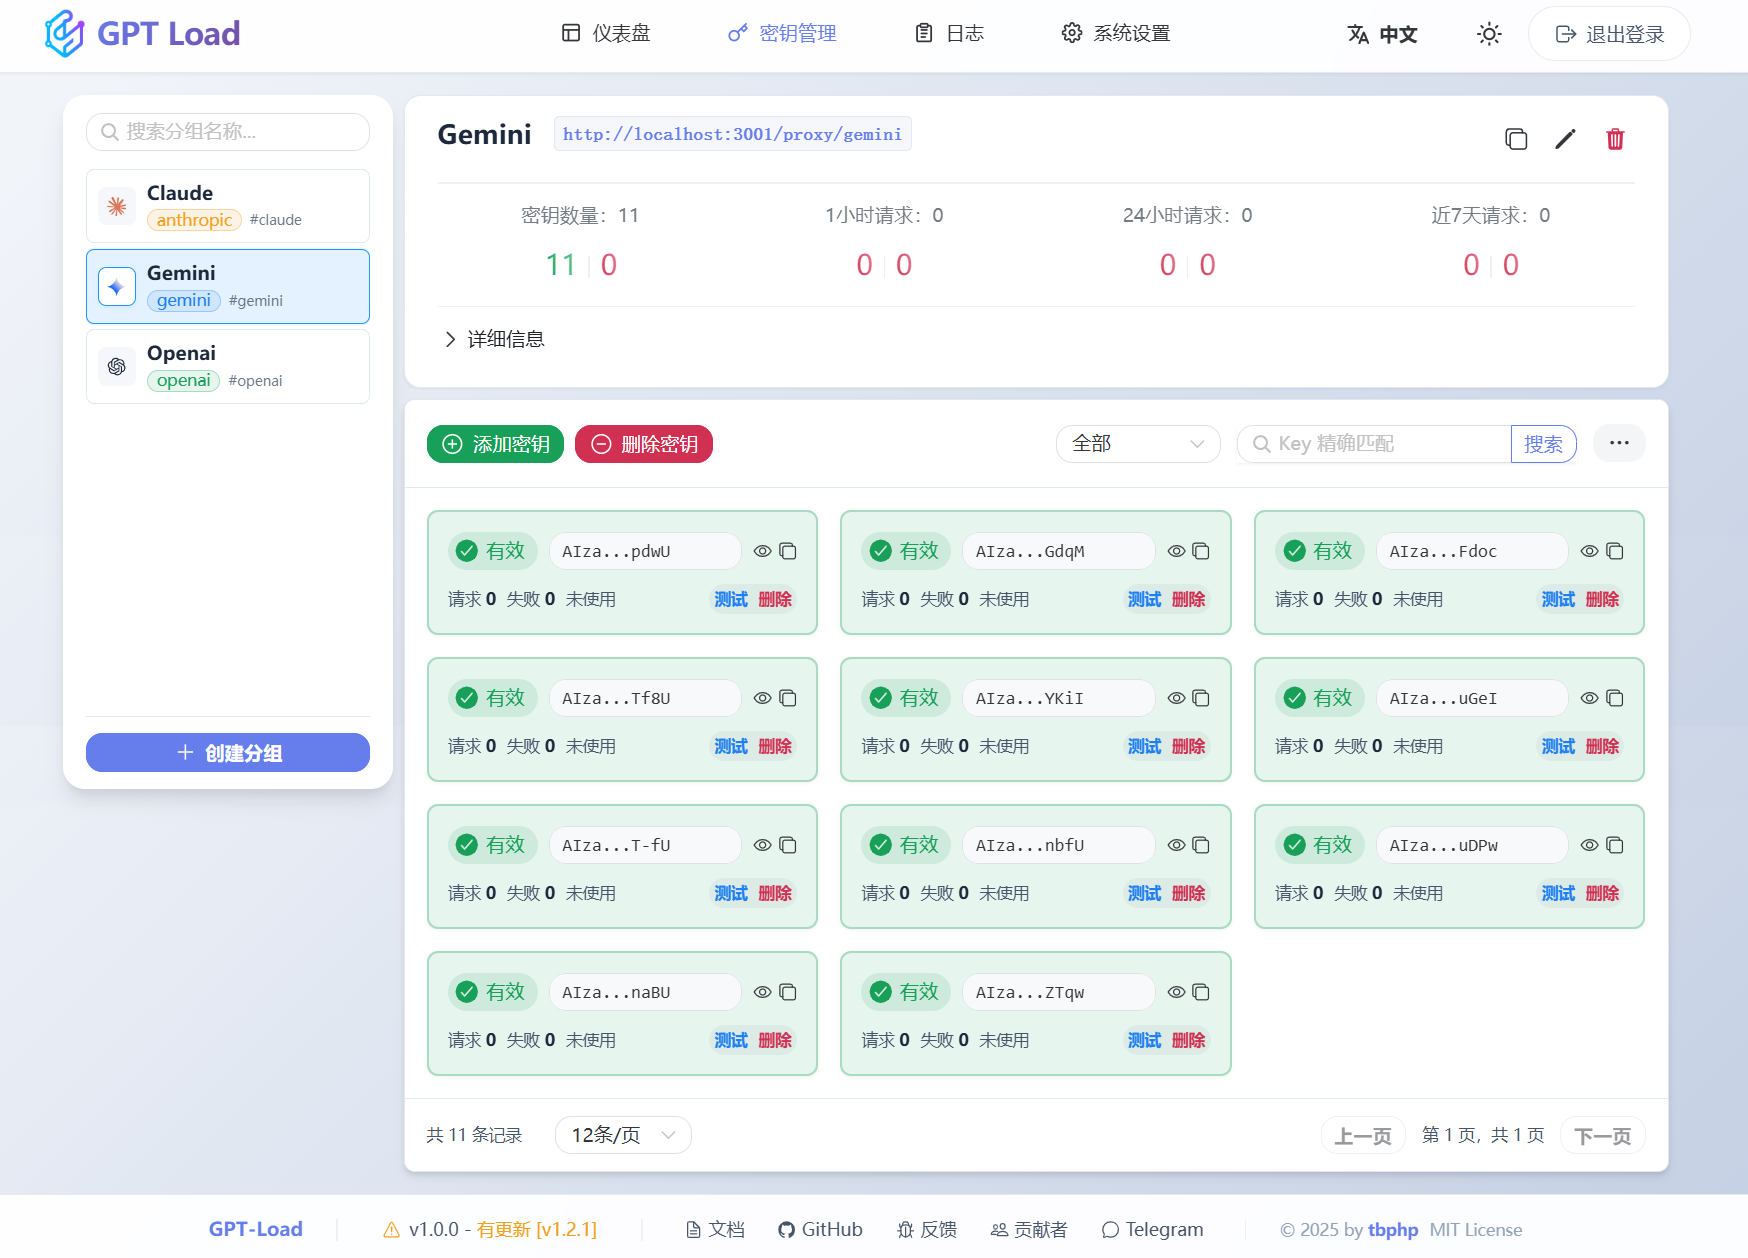 GPT Load
仪表盘
密钥管理
日志
系统设置
中文
退出登录
搜索分组名称...
Claude
anthropic #claude
Gemini
gemini #gemini
Openai
openai #openai
创建分组
Gemini http://localhost:3001/proxy/gemini
密钥数量：11
11 0
1小时请求：0
0 0
24小时请求：0
0 0
近7天请求：0
0 0
详细信息
添加密钥 删除密钥 全部 Key 精确匹配 搜索 ...
有效 AIza...pdwU
请求 0 失败 0 未使用 测试 删除
有效 AIza...GdqM
请求 0 失败 0 未使用 测试 删除
有效 AIza...Fdoc
请求 0 失败 0 未使用 测试 删除
有效 AIza...Tf8U
请求 0 失败 0 未使用 测试 删除
有效 AIza...YKiI
请求 0 失败 0 未使用 测试 删除
有效 AIza...uGeI
请求 0 失败 0 未使用 测试 删除
有效 AIza...T-fU
请求 0 失败 0 未使用 测试 删除
有效 AIza...nbfU
请求 0 失败 0 未使用 测试 删除
有效 AIza...uDPw
请求 0 失败 0 未使用 测试 删除
有效 AIza...naBU
请求 0 失败 0 未使用 测试 删除
有效 AIza...ZTqw
请求 0 失败 0 未使用 测试 删除
共 11 条记录 12条/页 上一页 第 1 页, 共 1 页 下一页
GPT-Load v1.0.0 - 有更新 [v1.2.1] 文档 GitHub 反馈 贡献者 Telegram © 2025 by tbphp MIT License